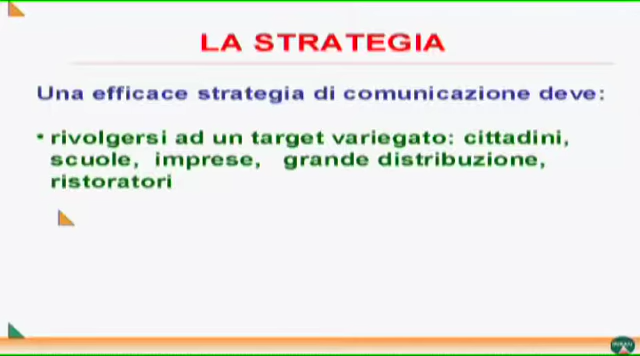 LA STRATEGIA
Una efficace strategia di comunicazione deve:
• rivolgersi ad un target variegato: cittadini,
scuole, imprese, grande distribuzione,
ristoratori